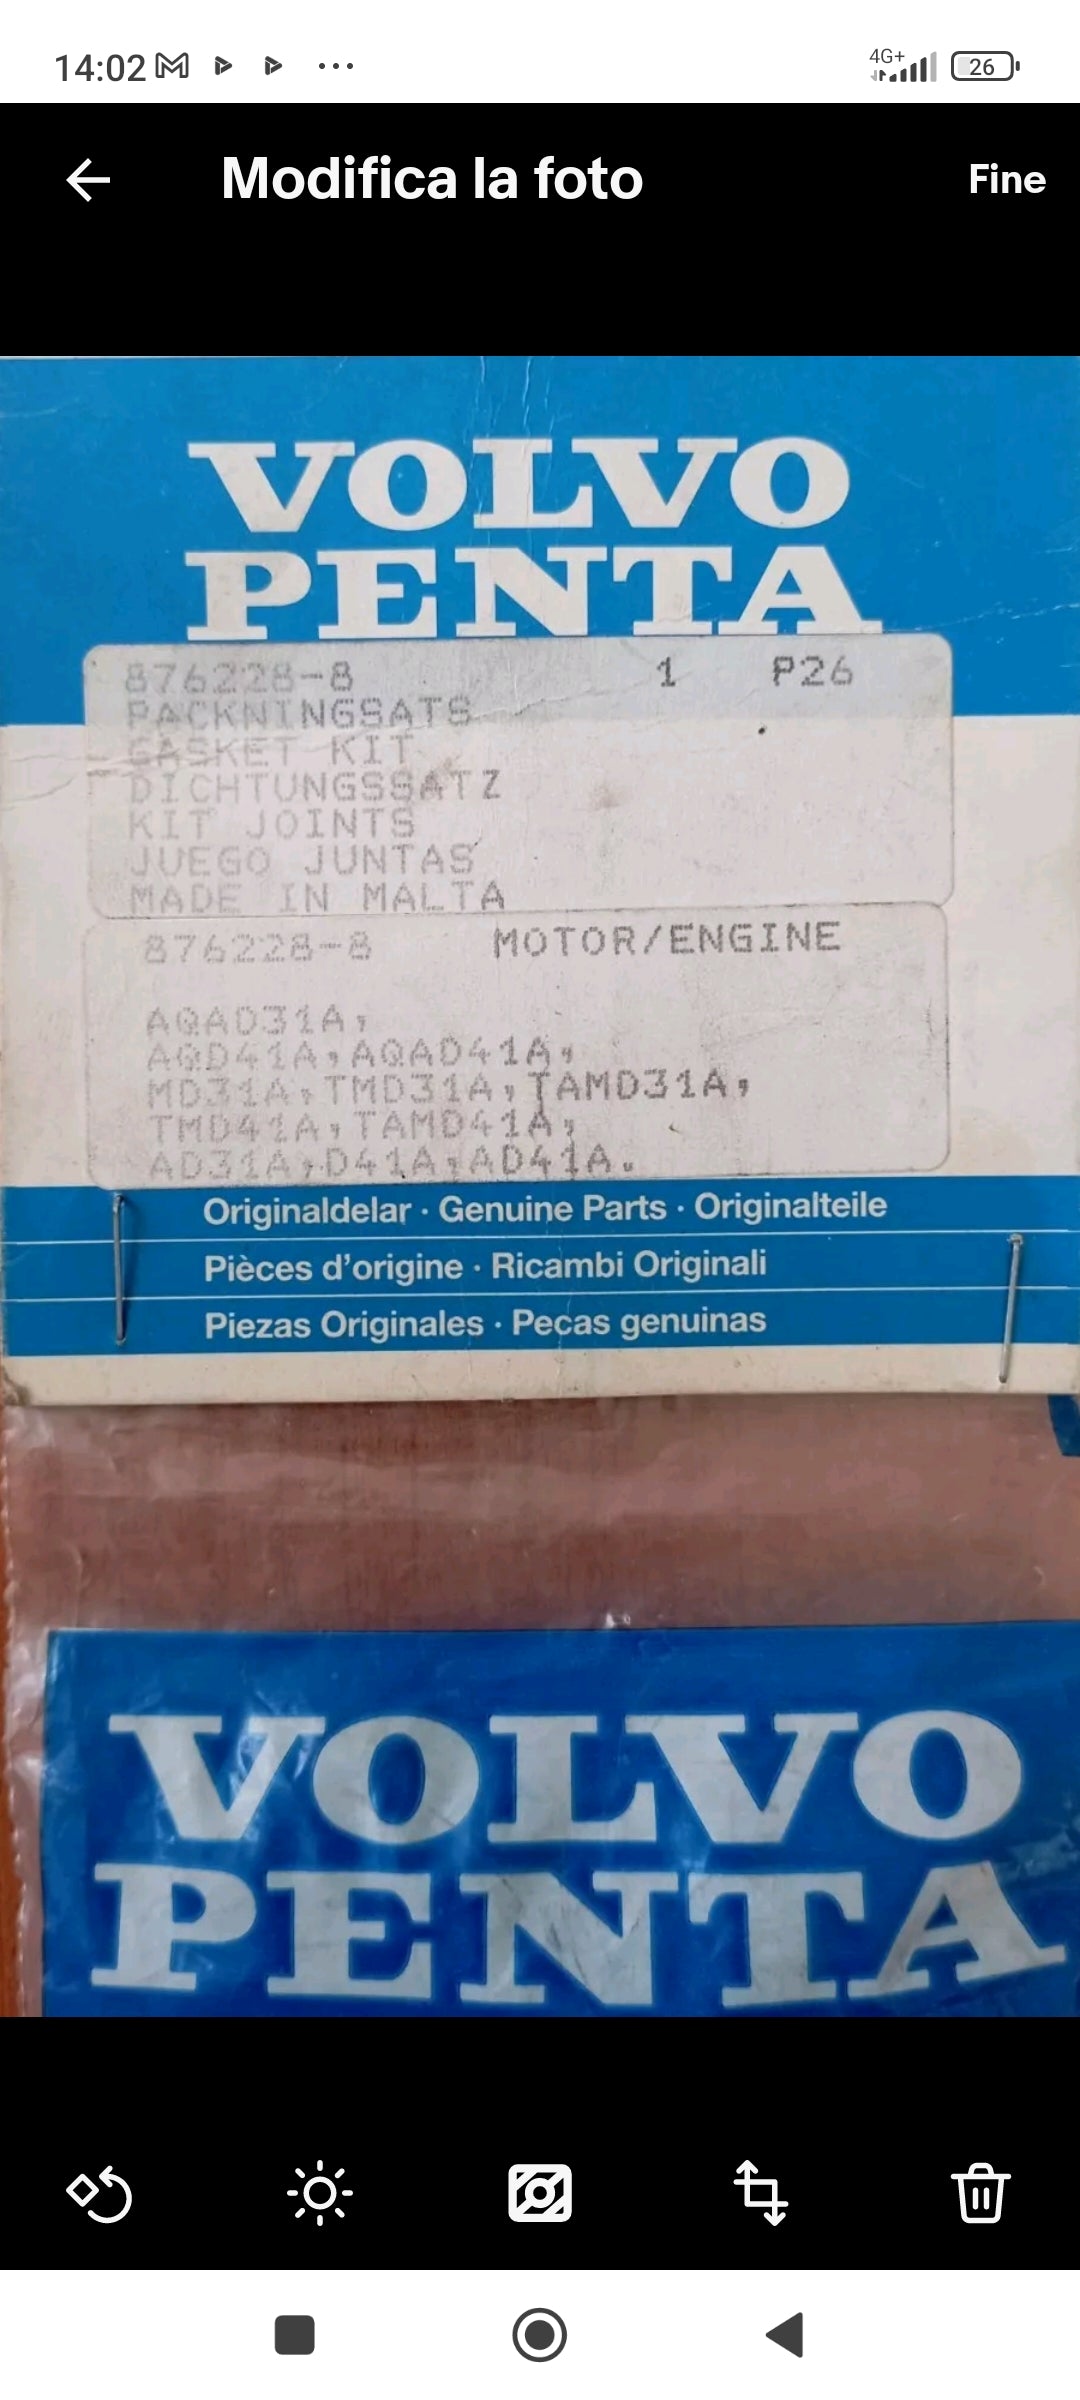 14:02
4G+
26
Modifica la foto
Fine
VOLVO
PENTA
876228-8 1 P26
PACKNINGSATS
GASKET KIT
DICHTUNGSSATZ
KIT JOINTS
JUEGO JUNTAS
MADE IN MALTA
876228-8 MOTOR/ENGINE
AQAD31A,
AQD41A,AQAD41A,
MD31A,TMD31A,TAMD31A,
TMD41A,TAMD41A,
AD31A,D41A,AD41A.
Originaldelar · Genuine Parts · Originalteile
Pièces d'origine · Ricambi Originali
Piezas Originales · Pecas genuinas
VOLVO
PENTA